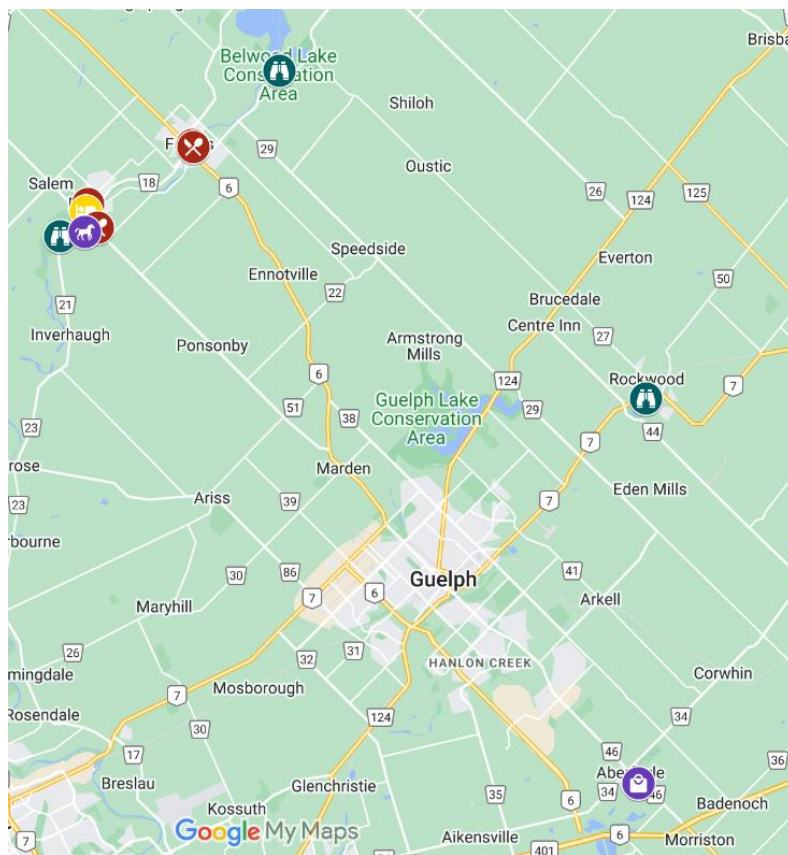 Brisba
Belwood Lake
Conservation
Area
Shiloh
29
Oustic
Salem
18
6
26
124
125
Speedside
Everton
Ennotville
50
22
Brucedale
21
Centre Inn
Inverhaugh
Ponsonby
Armstrong
Mills
27
6
124
Rockwood
7
Guelph Lake
Conservation
Area
51
38
29
23
44
7
rose
Marden
Eden Mills
Ariss
39
7
23
rbourne
41
30
86
Guelph
6
7
Arkell
Maryhill
26
32
31
HANLON CREEK
mingdale
Corwhin
7
Mosborough
Rosendale
30
124
34
17
46
36
Breslau
Glenchristie
35
6
34
46
Badenoch
Kossuth
Google My Maps
7
Aikensville
6
401
Morriston